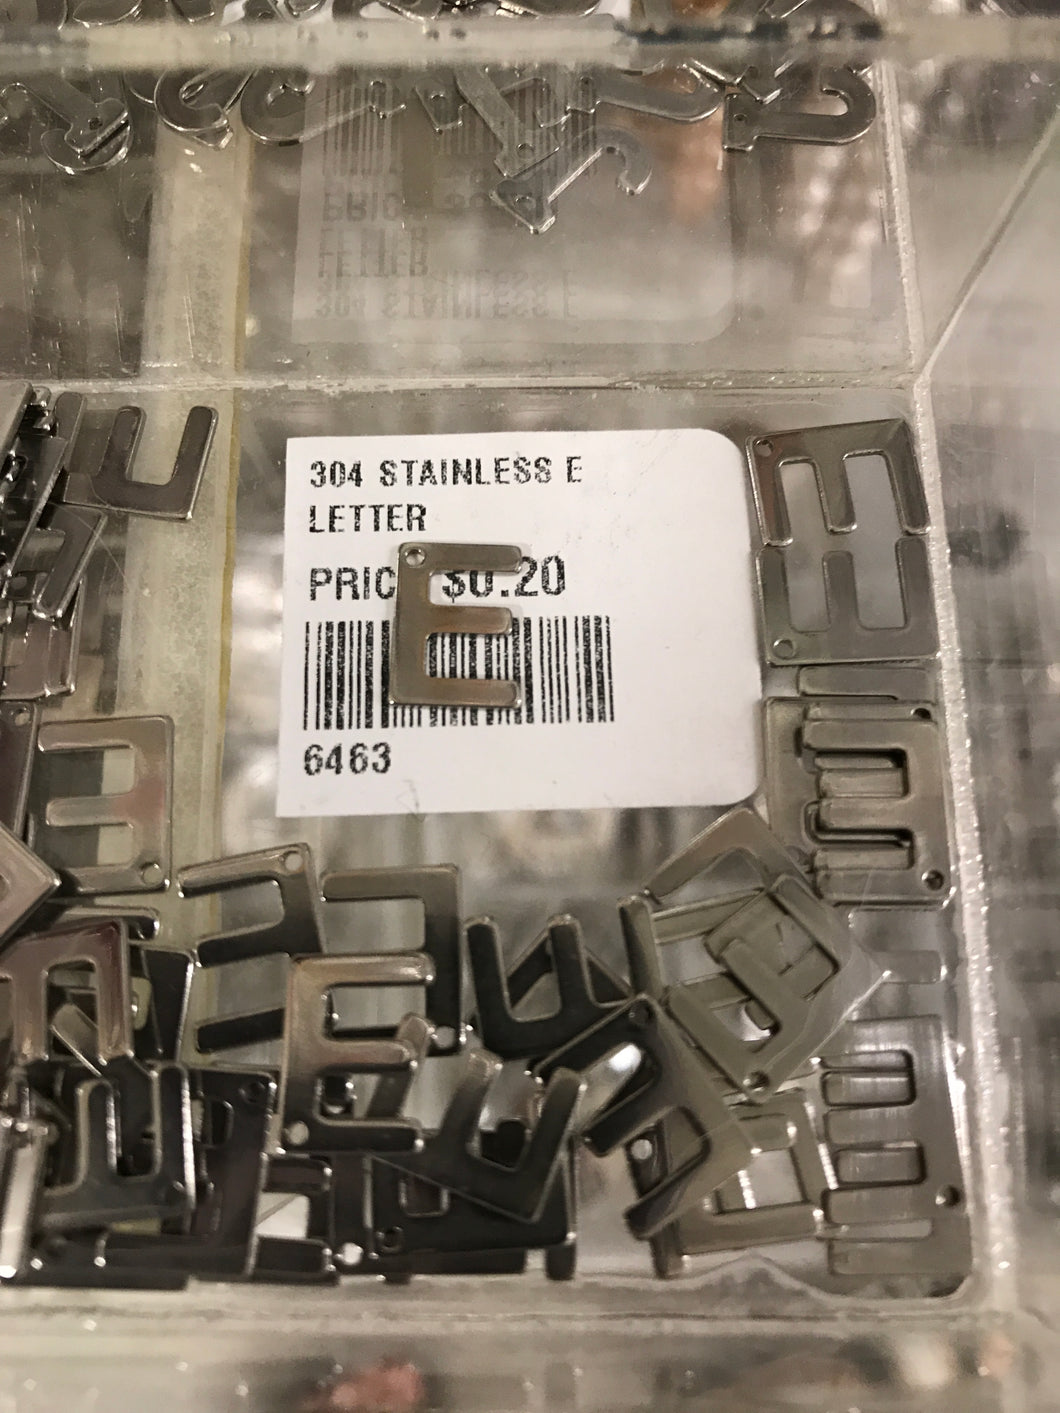 304 STAINLESS E
LETTER
PRIC $0.20
E
6463